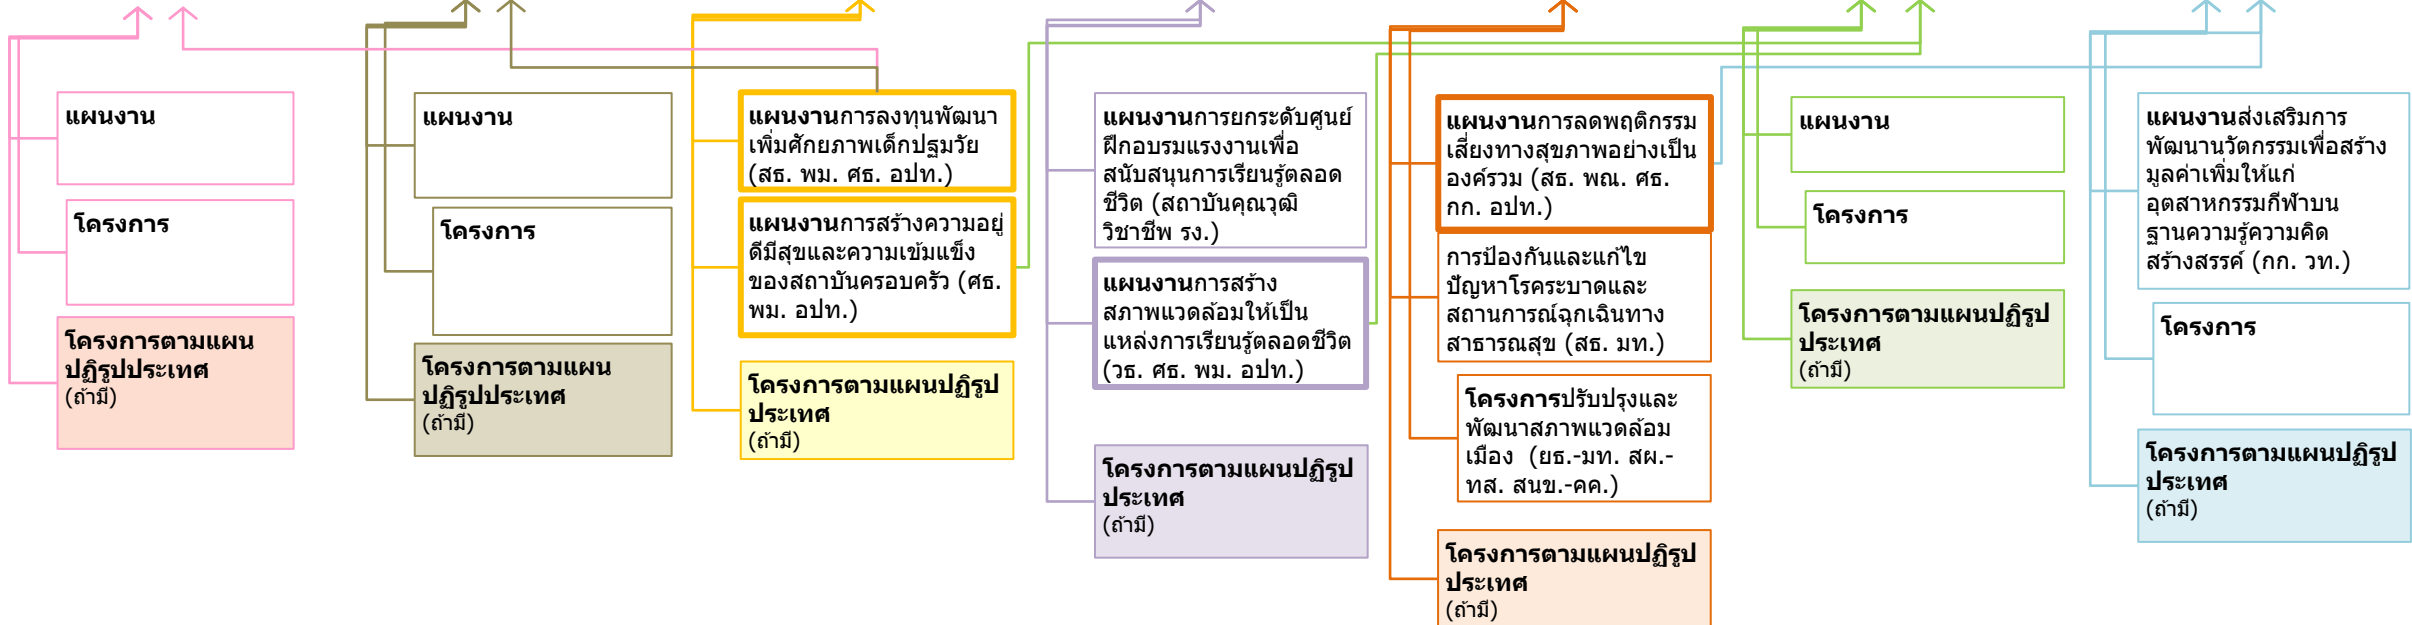 แผนงาน
โครงการ
โครงการตามแผน
ปฏิรูปประเทศ
(ถ้ามี)
แผนงาน
โครงการ
โครงการตามแผน
ปฏิรูปประเทศ
(ถ้ามี)
แผนงานการลงทุนพัฒนา
เพิ่มศักยภาพเด็กปฐมวัย
(สธ. พม. ศธ. อปท.)
แผนงานการสร้างความอยู่
ดีมีสุขและความเข้มแข็ง
ของสถาบันครอบครัว (ศธ.
พม. อปท.)
โครงการตามแผนปฏิรูป
ประเทศ
(ถ้ามี)
แผนงานการยกระดับศูนย์
ฝึกอบรมแรงงานเพื่อ
สนับสนุนการเรียนรู้ตลอด
ชีวิต (สถาบันคุณวุฒิ
วิชาชีพ รง.)
แผนงานการสร้าง
สภาพแวดล้อมให้เป็น
แหล่งการเรียนรู้ตลอดชีวิต
(วธ. ศธ. พม. อปท.)
โครงการตามแผนปฏิรูป
ประเทศ
(ถ้ามี)
แผนงานการลดพฤติกรรม
เสี่ยงทางสุขภาพอย่างเป็น
องค์รวม (สธ. พณ. ศธ.
กก. อปท.)
การป้องกันและแก้ไข
ปัญหาโรคระบาดและ
สถานการณ์ฉุกเฉินทาง
สาธารณสุข (สธ. มท.)
โครงการปรับปรุงและ
พัฒนาสภาพแวดล้อม
เมือง (ยธ.-มท. สผ.-
ทส. สนข.-คค.)
โครงการตามแผนปฏิรูป
ประเทศ
(ถ้ามี)
แผนงาน
โครงการ
โครงการตามแผนปฏิรูป
ประเทศ
(ถ้ามี)
แผนงานส่งเสริมการ
พัฒนานวัตกรรมเพื่อสร้าง
มูลค่าเพิ่มให้แก่
อุตสาหกรรมกีฬาบน
ฐานความรู้ความคิด
สร้างสรรค์ (กก. วท.)
โครงการ
โครงการตามแผนปฏิรูป
ประเทศ
(ถ้ามี)